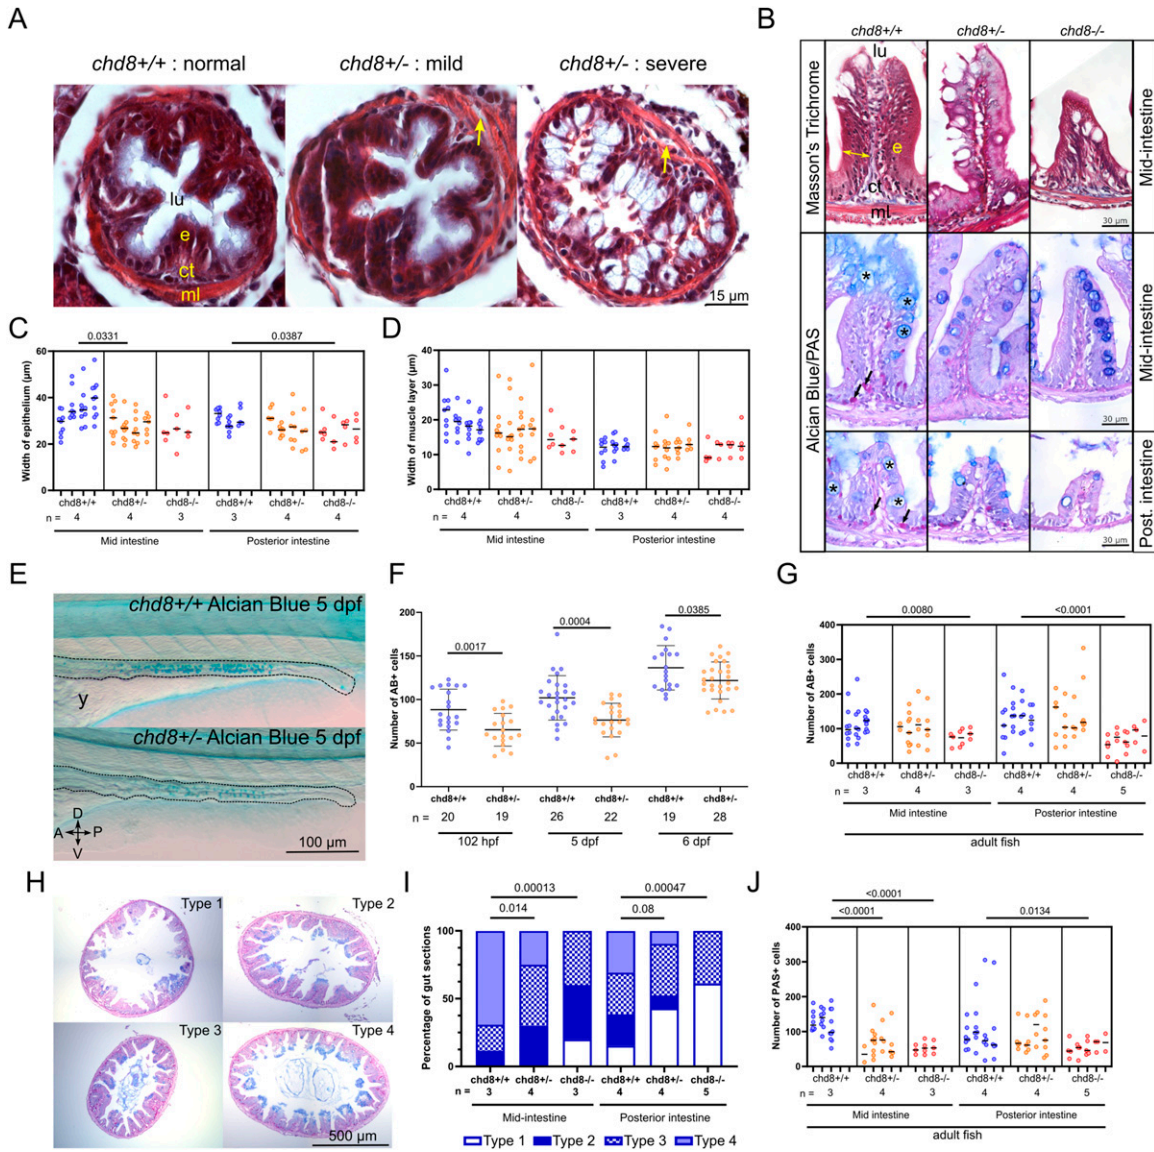 A
chd8+/+ : normal
chd8+/- : mild
chd8+/- : severe
lu
e
ct
ml
15 µm
B
chd8+/+
chd8+/-
chd8-/-
Masson's Trichrome
Mid-intestine
lu
e
ct
ml
30 µm
Alcian Blue/PAS
Mid-intestine
* * *
30 µm
Post. intestine
* * *
30 µm
C
0.0331
0.0387
Width of epithelium (µm)
60
40
20
0
chd8+/+ chd8+/- chd8-/- chd8+/+ chd8+/- chd8-/-
n = 4 4 3 3 4 4
Mid intestine Posterior intestine
D
Width of muscle layer (µm)
40
30
20
10
0
chd8+/+ chd8+/- chd8-/- chd8+/+ chd8+/- chd8-/-
n = 4 4 3 3 4 4
Mid intestine Posterior intestine
E
chd8+/+ Alcian Blue 5 dpf
y
chd8+/- Alcian Blue 5 dpf
D
A P
V
100 µm
F
0.0017
0.0004
0.0385
Number of AB+ cells
200
150
100
50
0
chd8+/+ chd8+/- chd8+/+ chd8+/- chd8+/+ chd8+/-
n = 20 19 26 22 19 28
102 hpf 5 dpf 6 dpf
G
0.0080
<0.0001
Number of AB+ cells
400
300
200
100
0
chd8+/+ chd8+/- chd8-/- chd8+/+ chd8+/- chd8-/-
n = 3 4 3 4 4 5
Mid intestine Posterior intestine
adult fish
H
Type 1
Type 2
Type 3
Type 4
500 µm
I
0.00013
0.00047
0.014
0.08
Percentage of gut sections
100
50
0
chd8+/+ chd8+/- chd8-/- chd8+/+ chd8+/- chd8-/-
n = 3 4 3 4 4 5
Mid-intestine Posterior intestine
Type 1 Type 2 Type 3 Type 4
J
<0.0001
<0.0001
0.0134
Number of PAS+ cells
400
300
200
100
0
chd8+/+ chd8+/- chd8-/- chd8+/+ chd8+/- chd8-/-
n = 3 4 3 4 4 5
Mid intestine Posterior intestine
adult fish